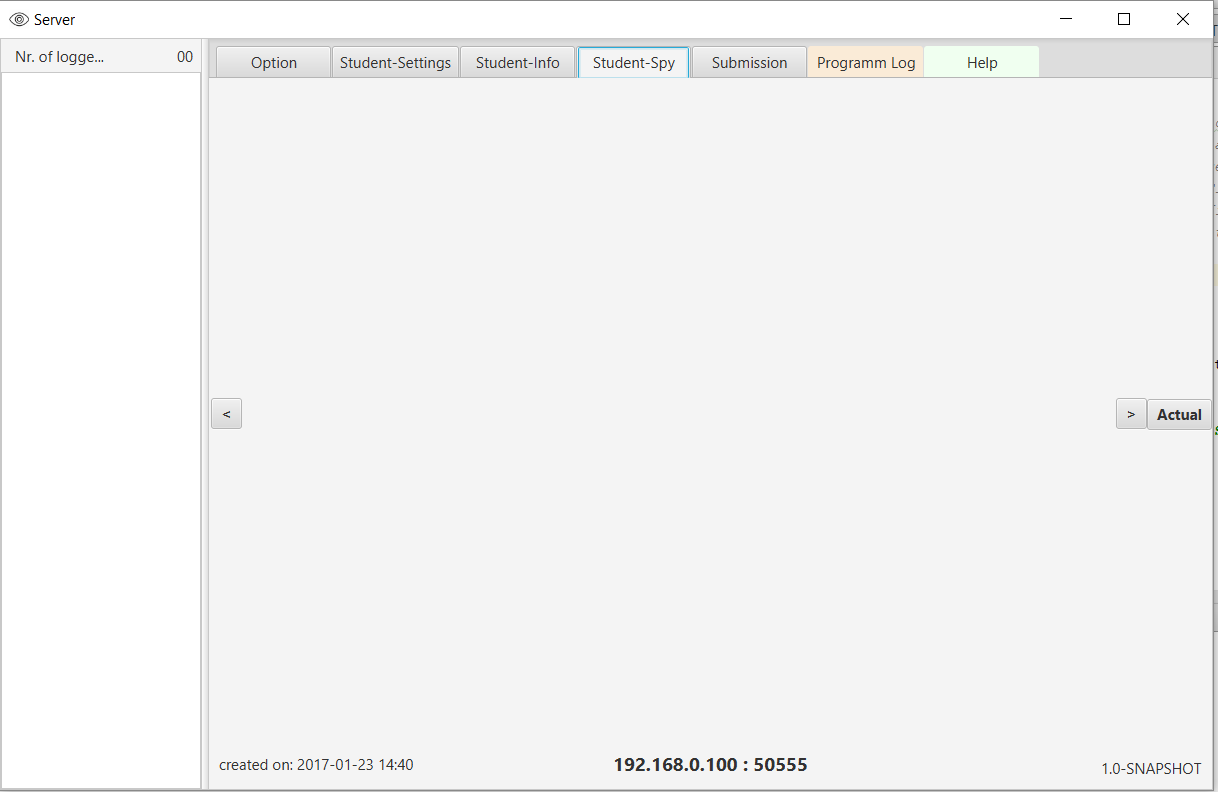 Server
Nr. of logge... 00
Option Student-Settings Student-Info Student-Spy Submission Programm Log Help
< > Actual
created on: 2017-01-23 14:40 192.168.0.100 : 50555 1.0-SNAPSHOT